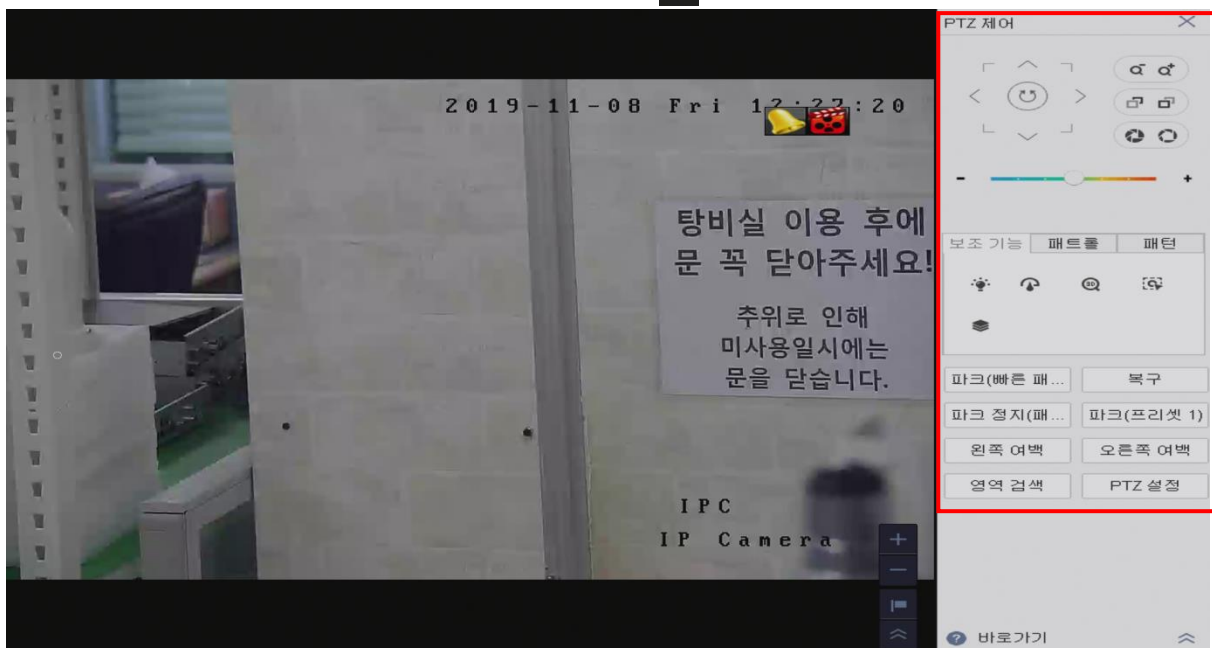 PTZ 제어
2019-11-08 Fri 12:27:20
탕비실 이용 후에
문 꼭 닫아주세요!
추위로 인해
미사용일시에는
문을 닫습니다.
IPC
IP Camera
- +
보조 기능 패트롤 패턴
3D
파크(빠른 패... 복구
파크 정지(패... 파크(프리셋 1)
왼쪽 여백 오른쪽 여백
영역 검색 PTZ 설정
? 바로가기